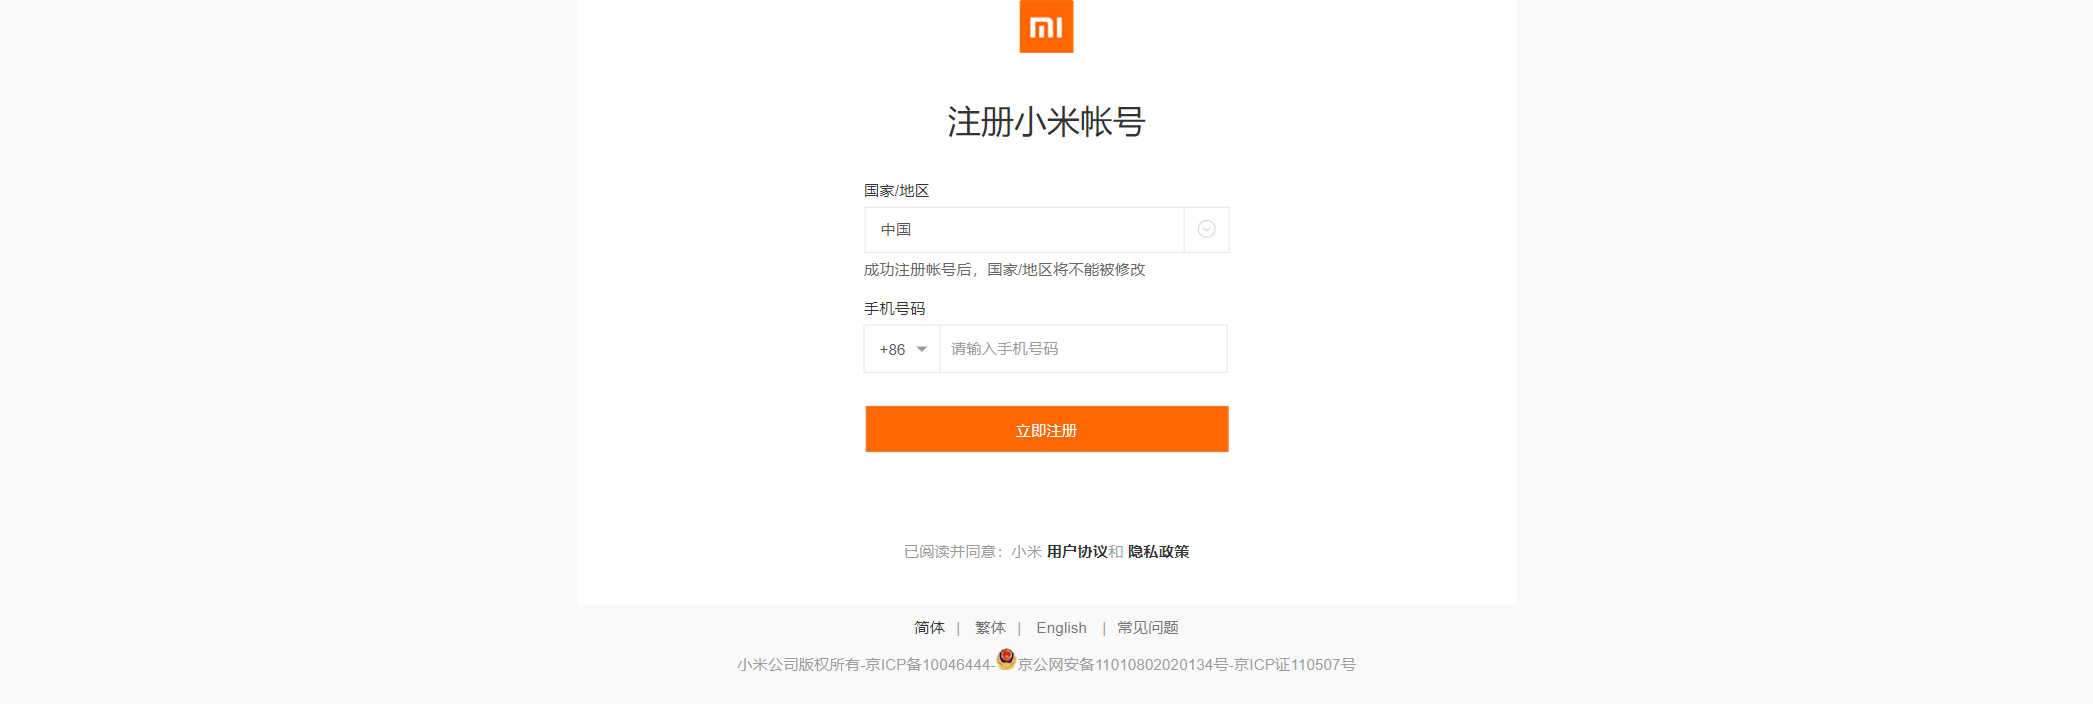 mi
注册小米帐号
国家/地区
中国
成功注册帐号后，国家/地区将不能被修改
手机号码
+86 请输入手机号码
立即注册
已阅读并同意：小米 用户协议和 隐私政策
简体 | 繁体 | English | 常见问题
小米公司版权所有-京ICP备10046444-京公网安备11010802020134号-京ICP证110507号